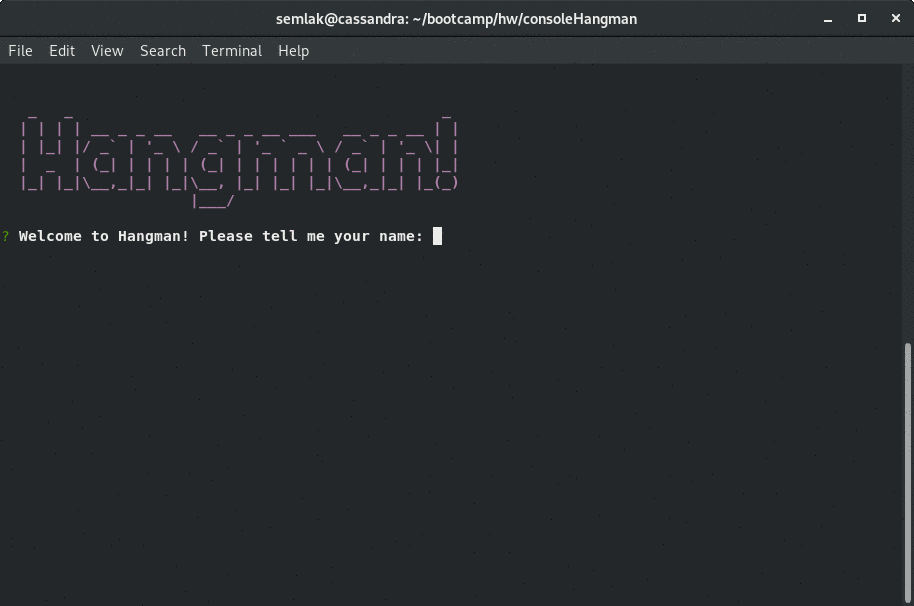 semlak@cassandra: ~/bootcamp/hw/consoleHangman
File Edit View Search Terminal Help
Hangman!
? Welcome to Hangman! Please tell me your name: